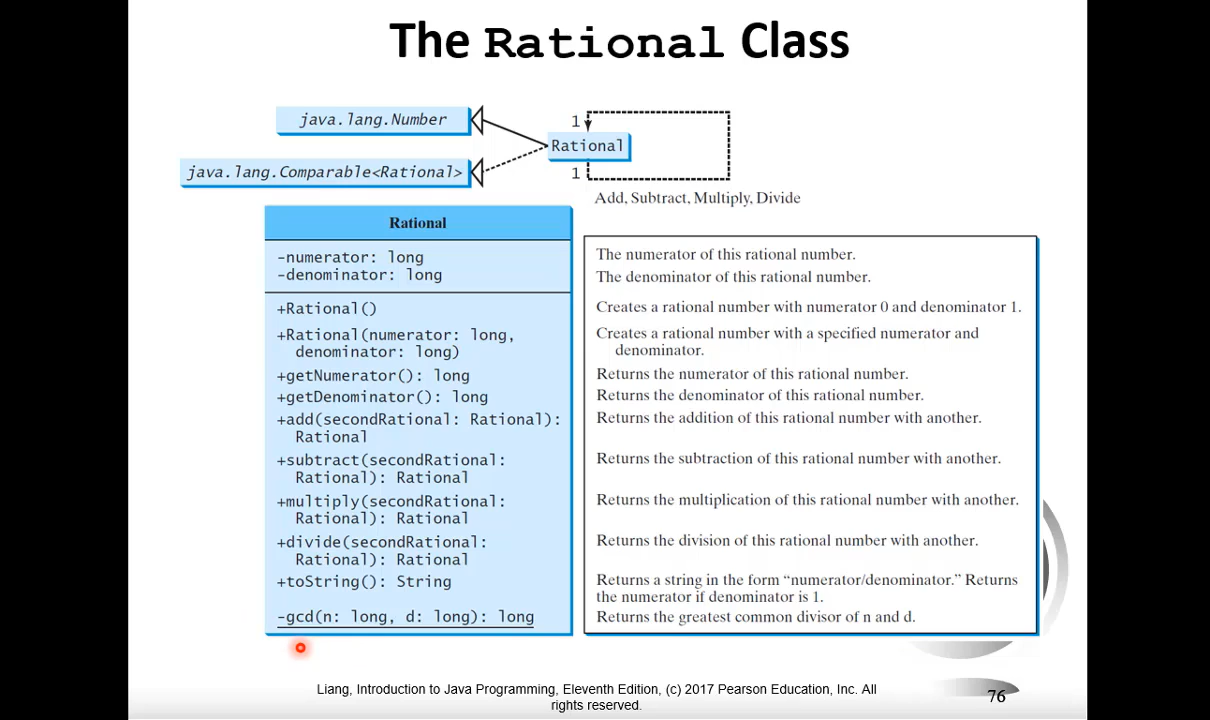 The Rational Class
java.lang.Number
1
Rational
java.lang.Comparable<Rational>
1
Add, Subtract, Multiply, Divide
Rational
-numerator: long
The numerator of this rational number.
-denominator: long
The denominator of this rational number.
+Rational()
Creates a rational number with numerator 0 and denominator 1.
+Rational(numerator: long,
denominator: long)
Creates a rational number with a specified numerator and
denominator.
+getNumerator(): long
Returns the numerator of this rational number.
+getDenominator(): long
Returns the denominator of this rational number.
+add(secondRational: Rational):
Rational
Returns the addition of this rational number with another.
+subtract(secondRational:
Rational): Rational
Returns the subtraction of this rational number with another.
+multiply(secondRational:
Rational): Rational
Returns the multiplication of this rational number with another.
+divide(secondRational:
Rational): Rational
Returns the division of this rational number with another.
+toString(): String
Returns a string in the form “numerator/denominator.” Returns
the numerator if denominator is 1.
-gcd(n: long, d: long): long
Returns the greatest common divisor of n and d.
Liang, Introduction to Java Programming, Eleventh Edition, (c) 2017 Pearson Education, Inc. All
rights reserved.
76